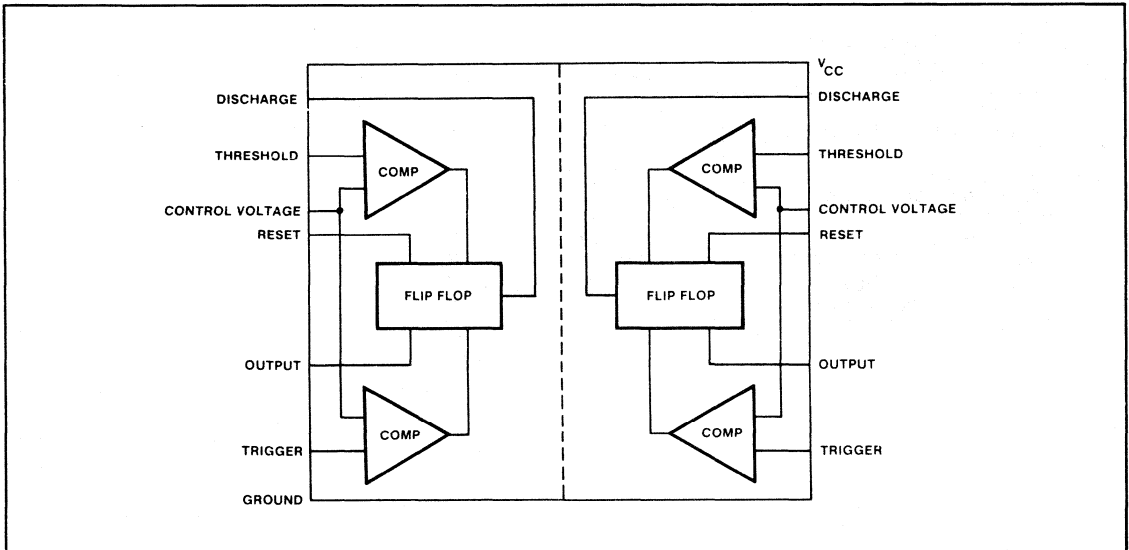 VCC
DISCHARGE
DISCHARGE
THRESHOLD
COMP
COMP
THRESHOLD
CONTROL VOLTAGE
CONTROL VOLTAGE
RESET
RESET
FLIP FLOP
FLIP FLOP
OUTPUT
OUTPUT
COMP
COMP
TRIGGER
TRIGGER
GROUND